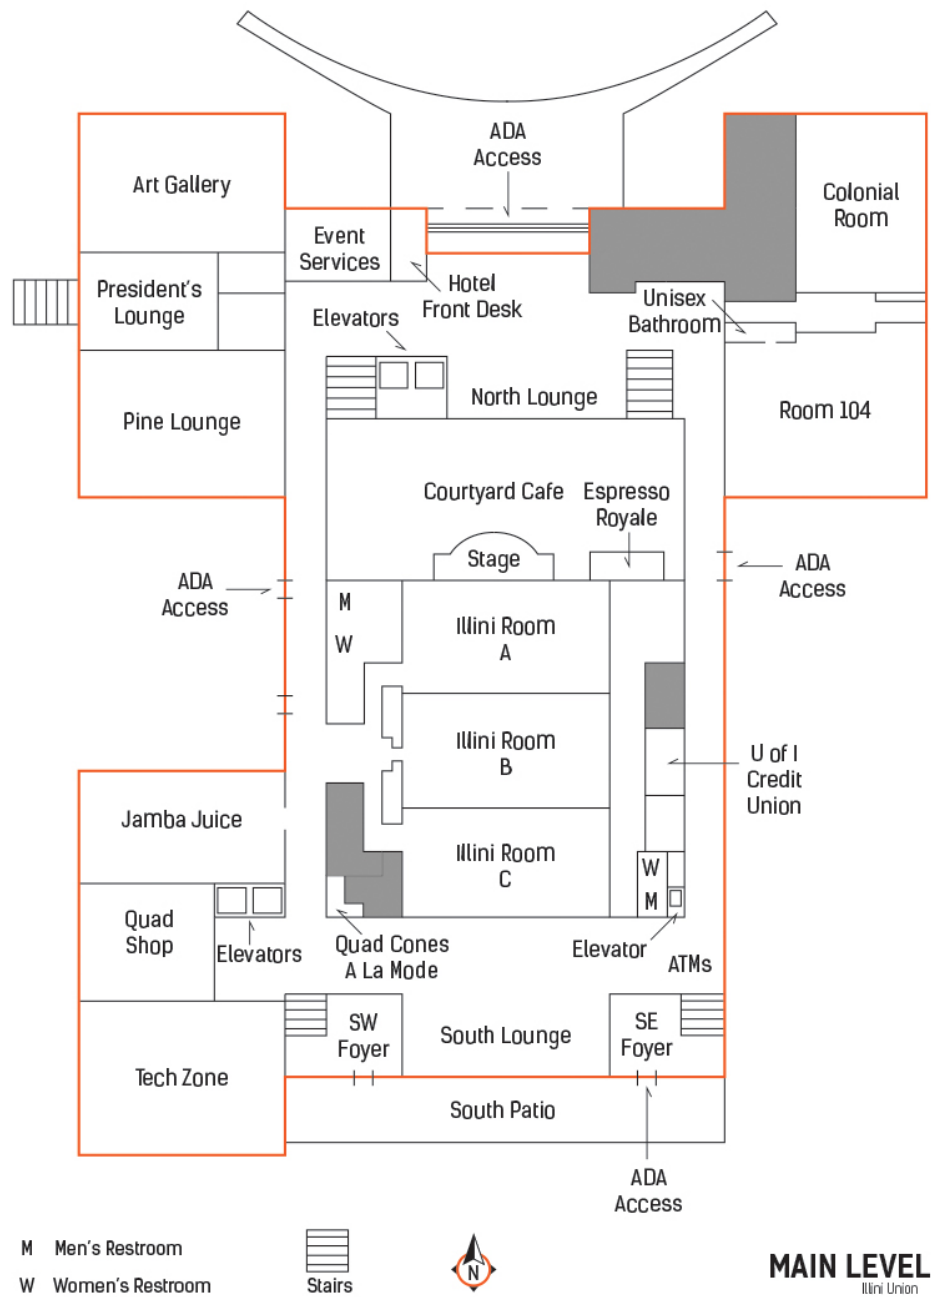 ADA
Access
Art Gallery
Colonial
Room
Event
Services
President's
Lounge
Hotel
Front Desk
Unisex
Bathroom
Elevators
North Lounge
Pine Lounge
Room 104
Courtyard Cafe
Espresso
Royale
Stage
ADA
Access
ADA
Access
M
W
Illini Room
A
Illini Room
B
U of I
Credit
Union
Jamba Juice
Illini Room
C
W
M
Quad
Shop
Elevators
Quad Cones
A La Mode
Elevator
ATMs
SW
Foyer
South Lounge
SE
Foyer
Tech Zone
South Patio
ADA
Access
M Men's Restroom
W Women's Restroom
Stairs
N
MAIN LEVEL
Illini Union